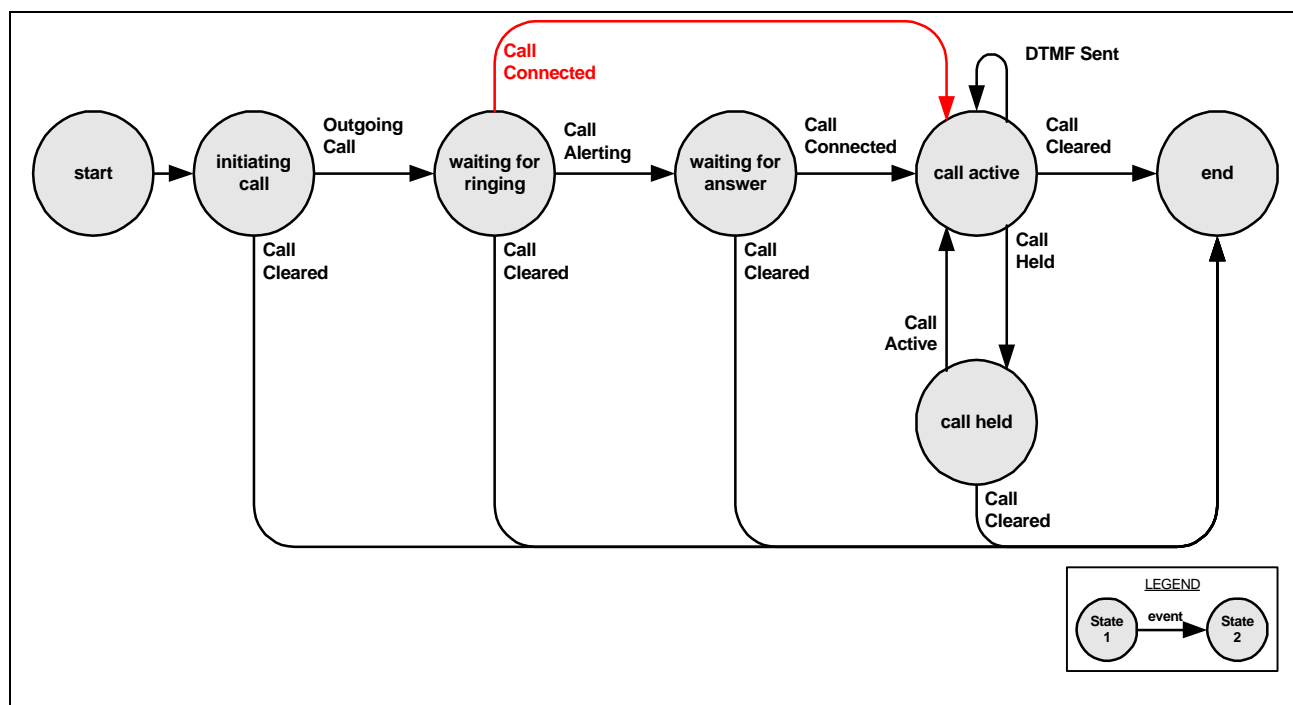 Call
Connected
DTMF Sent
start
initiating
call
Outgoing
Call
waiting for
ringing
Call
Alerting
waiting for
answer
Call
Connected
call active
Call
Cleared
end
Call
Cleared
Call
Cleared
Call
Cleared
Call
Held
Call
Active
call held
Call
Cleared
LEGEND
State
1
event
State
2